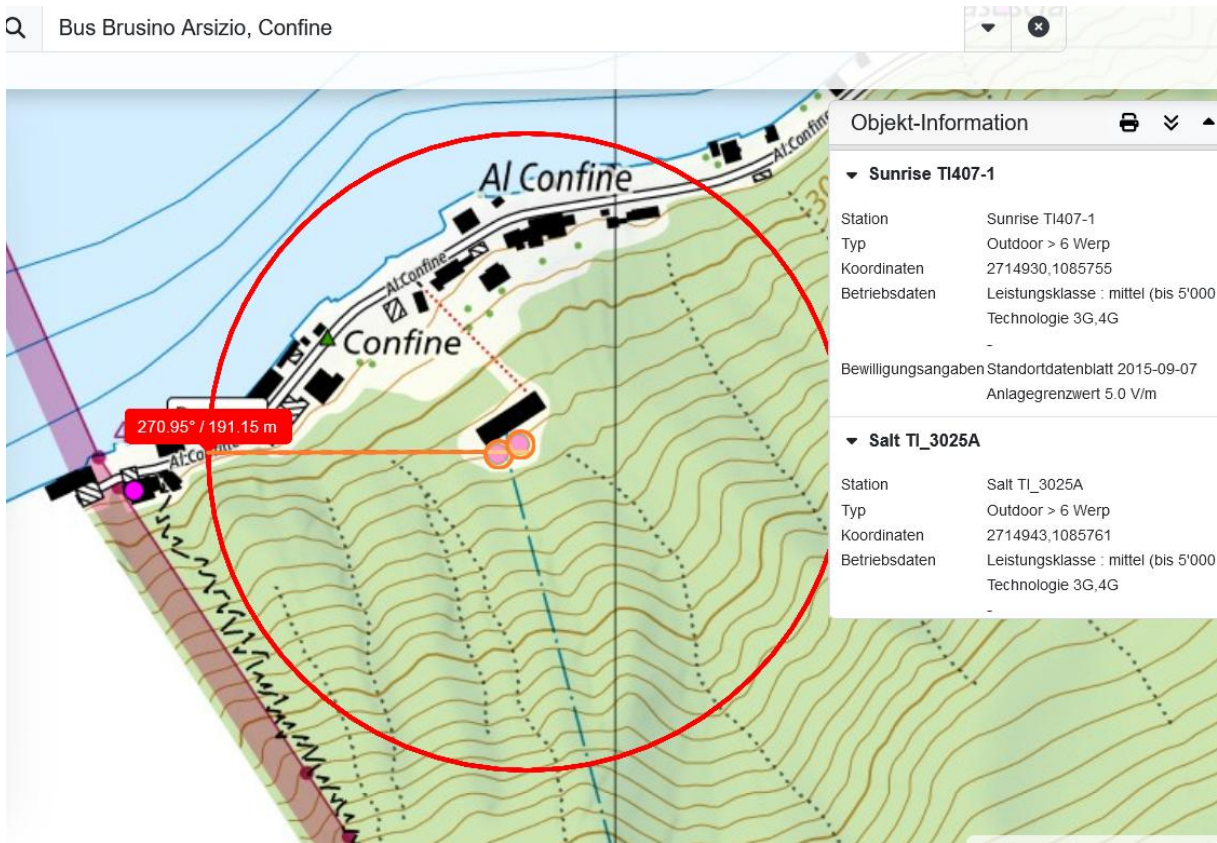 Bus Brusino Arsizio, Confine
Al Confine
Al Confine
Al Confine
Confine
270.95° / 191.15 m
Objekt-Information
Sunrise TI407-1
Station Sunrise TI407-1
Typ Outdoor > 6 Werp
Koordinaten 2714930,1085755
Betriebsdaten Leistungsklasse : mittel (bis 5'000
Technologie 3G,4G
-
Bewilligungsangaben Standortdatenblatt 2015-09-07
Anlagegrenzwert 5.0 V/m
Salt TI_3025A
Station Salt TI_3025A
Typ Outdoor > 6 Werp
Koordinaten 2714943,1085761
Betriebsdaten Leistungsklasse : mittel (bis 5'000
Technologie 3G,4G
-